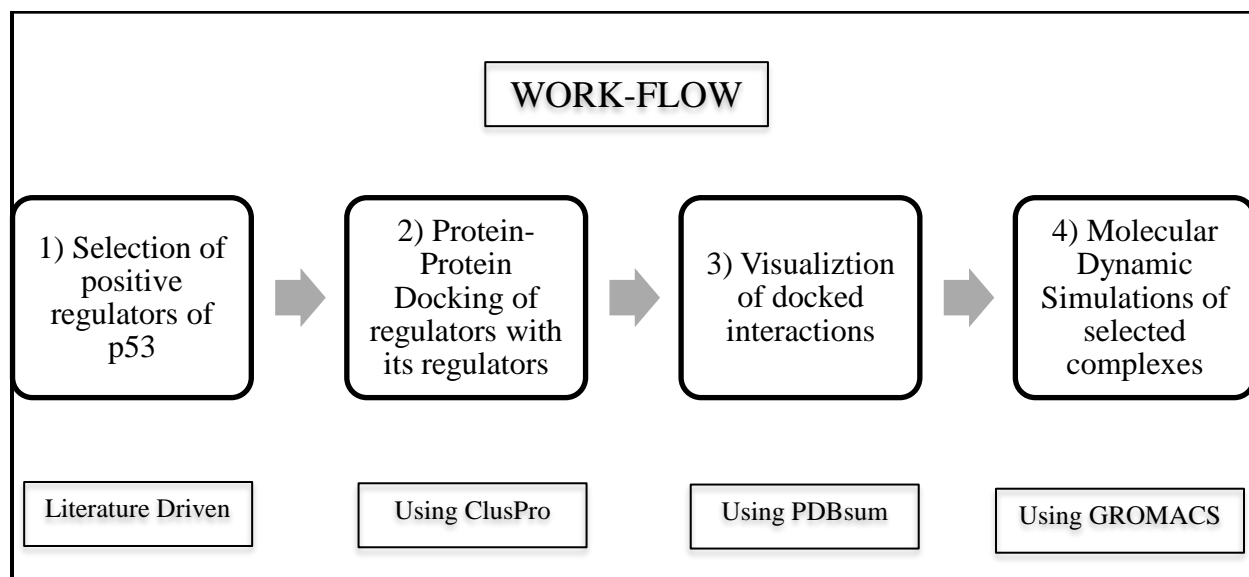 WORK-FLOW
1) Selection of
positive
regulators of
p53
2) Protein-
Protein
Docking of
regulators with
its regulators
3) Visualiztion
of docked
interactions
4) Molecular
Dynamic
Simulations of
selected
complexes
Literature Driven
Using ClusPro
Using PDBsum
Using GROMACS